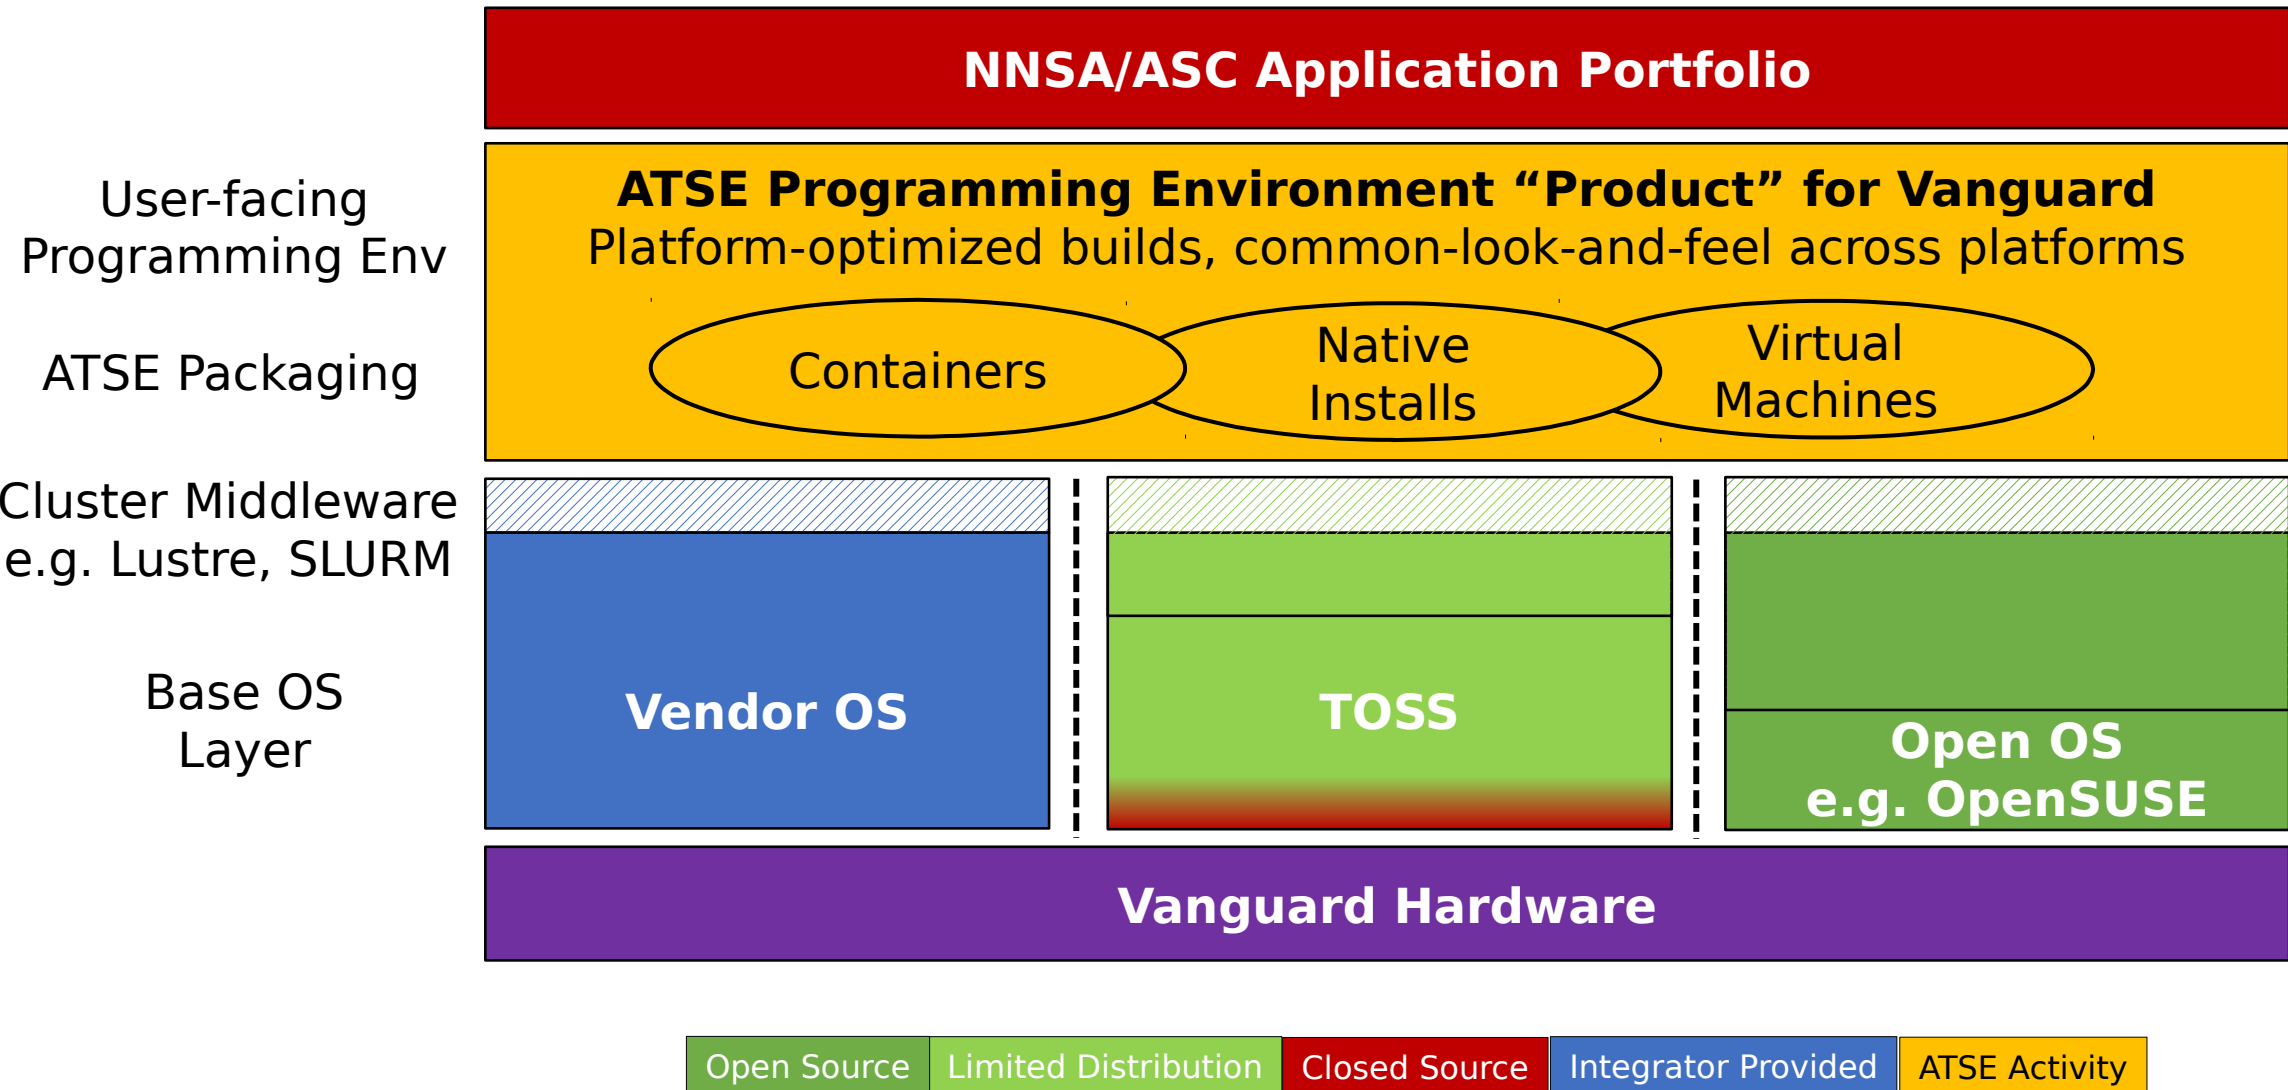 NNSA/ASC Application Portfolio
User-facing
Programming Env
ATSE Programming Environment “Product” for Vanguard
Platform-optimized builds, common-look-and-feel across platforms
ATSE Packaging
Containers
Native
Installs
Virtual
Machines
Cluster Middleware
e.g. Lustre, SLURM
Base OS
Layer
Vendor OS
TOSS
Open OS
e.g. OpenSUSE
Vanguard Hardware
Open Source
Limited Distribution
Closed Source
Integrator Provided
ATSE Activity